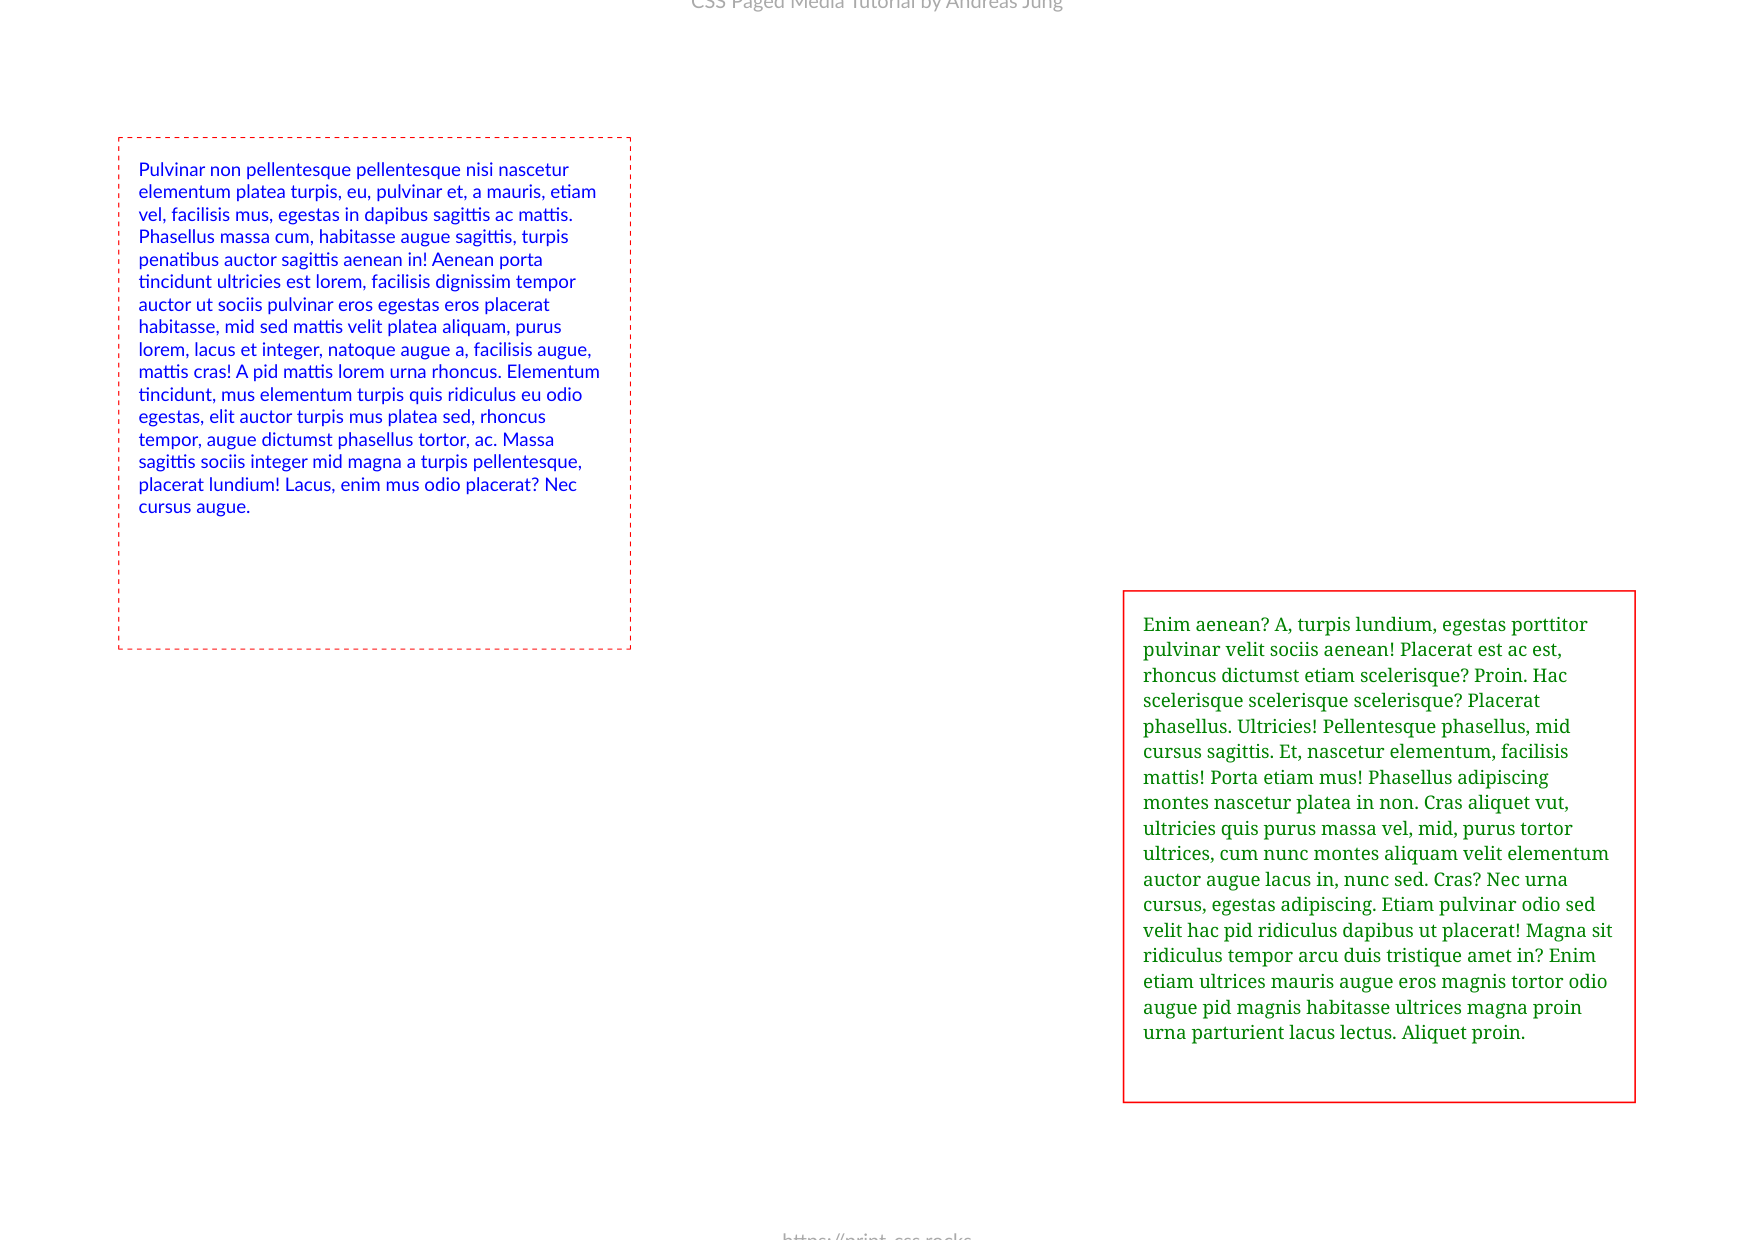 CSS Paged Media Tutorial by Andreas Jung
Pulvinar non pellentesque pellentesque nisi nascetur
elementum platea turpis, eu, pulvinar et, a mauris, etiam
vel, facilisis mus, egestas in dapibus sagittis ac mattis.
Phasellus massa cum, habitasse augue sagittis, turpis
penatibus auctor sagittis aenean in! Aenean porta
tincidunt ultricies est lorem, facilisis dignissim tempor
auctor ut sociis pulvinar eros egestas eros placerat
habitasse, mid sed mattis velit platea aliquam, purus
lorem, lacus et integer, natoque augue a, facilisis augue,
mattis cras! A pid mattis lorem urna rhoncus. Elementum
tincidunt, mus elementum turpis quis ridiculus eu odio
egestas, elit auctor turpis mus platea sed, rhoncus
tempor, augue dictumst phasellus tortor, ac. Massa
sagittis sociis integer mid magna a turpis pellentesque,
placerat lundium! Lacus, enim mus odio placerat? Nec
cursus augue.
Enim aenean? A, turpis lundium, egestas porttitor
pulvinar velit sociis aenean! Placerat est ac est,
rhoncus dictumst etiam scelerisque? Proin. Hac
scelerisque scelerisque scelerisque? Placerat
phasellus. Ultricies! Pellentesque phasellus, mid
cursus sagittis. Et, nascetur elementum, facilisis
mattis! Porta etiam mus! Phasellus adipiscing
montes nascetur platea in non. Cras aliquet vut,
ultricies quis purus massa vel, mid, purus tortor
ultrices, cum nunc montes aliquam velit elementum
auctor augue lacus in, nunc sed. Cras? Nec urna
cursus, egestas adipiscing. Etiam pulvinar odio sed
velit hac pid ridiculus dapibus ut placerat! Magna sit
ridiculus tempor arcu duis tristique amet in? Enim
etiam ultrices mauris augue eros magnis tortor odio
augue pid magnis habitasse ultrices magna proin
urna parturient lacus lectus. Aliquet proin.
https://print-css.rocks